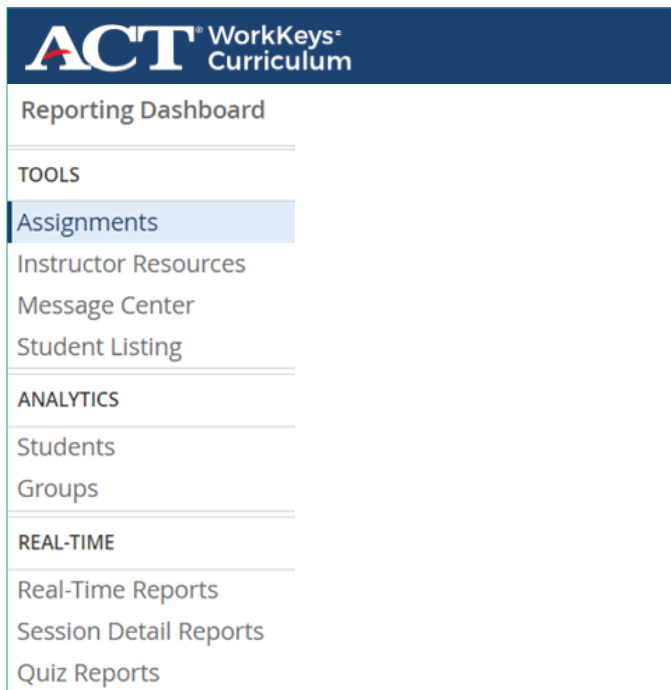 ACT® WorkKeys®
Curriculum
Reporting Dashboard
TOOLS
Assignments
Instructor Resources
Message Center
Student Listing
ANALYTICS
Students
Groups
REAL-TIME
Real-Time Reports
Session Detail Reports
Quiz Reports